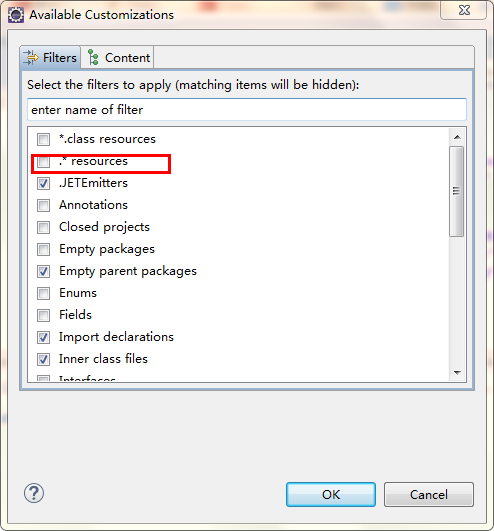 Available Customizations
Filters
Content
Select the filters to apply (matching items will be hidden):
enter name of filter
*.class resources
.* resources
.JETEmitters
Annotations
Closed projects
Empty packages
Empty parent packages
Enums
Fields
Import declarations
Inner class files
Interfaces
?
OK
Cancel